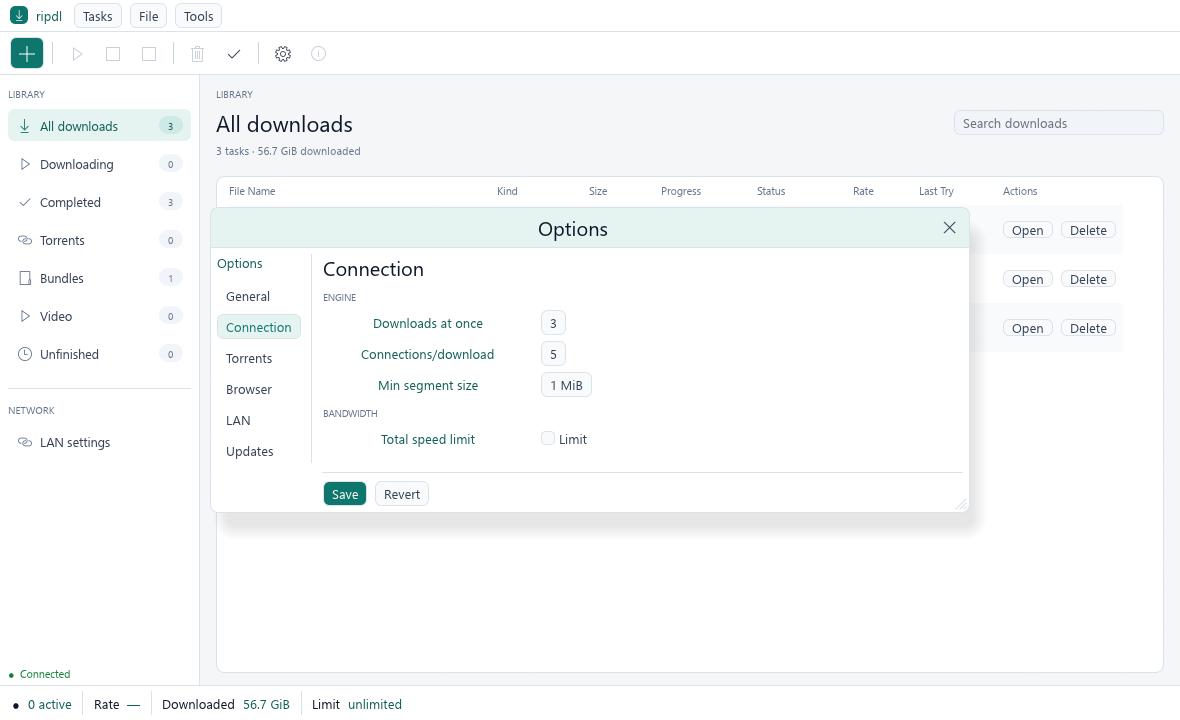 ripdl Tasks File Tools
LIBRARY
All downloads 3
Downloading 0
Completed 3
Torrents 0
Bundles 1
Video 0
Unfinished 0
NETWORK
LAN settings
Connected
LIBRARY
All downloads
Search downloads
3 tasks · 56.7 GiB downloaded
File Name Kind Size Progress Status Rate Last Try Actions
Open Delete
Open Delete
Open Delete
Options
Options
General
Connection
Torrents
Browser
LAN
Updates
Connection
ENGINE
Downloads at once 3
Connections/download 5
Min segment size 1 MiB
BANDWIDTH
Total speed limit Limit
Save Revert
0 active Rate — Downloaded 56.7 GiB Limit unlimited